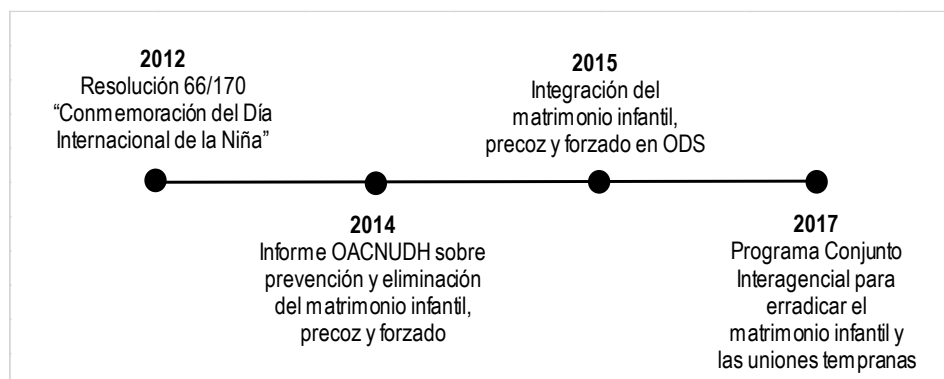 2012
Resolución 66/170
“Conmemoración del Día
Internacional de la Niña”
2014
Informe OACNUDH sobre
prevención y eliminación
del matrimonio infantil,
precoz y forzado
2015
Integración del
matrimonio infantil,
precoz y forzado en ODS
2017
Programa Conjunto
Interagencial para
erradicar el
matrimonio infantil y
las uniones tempranas